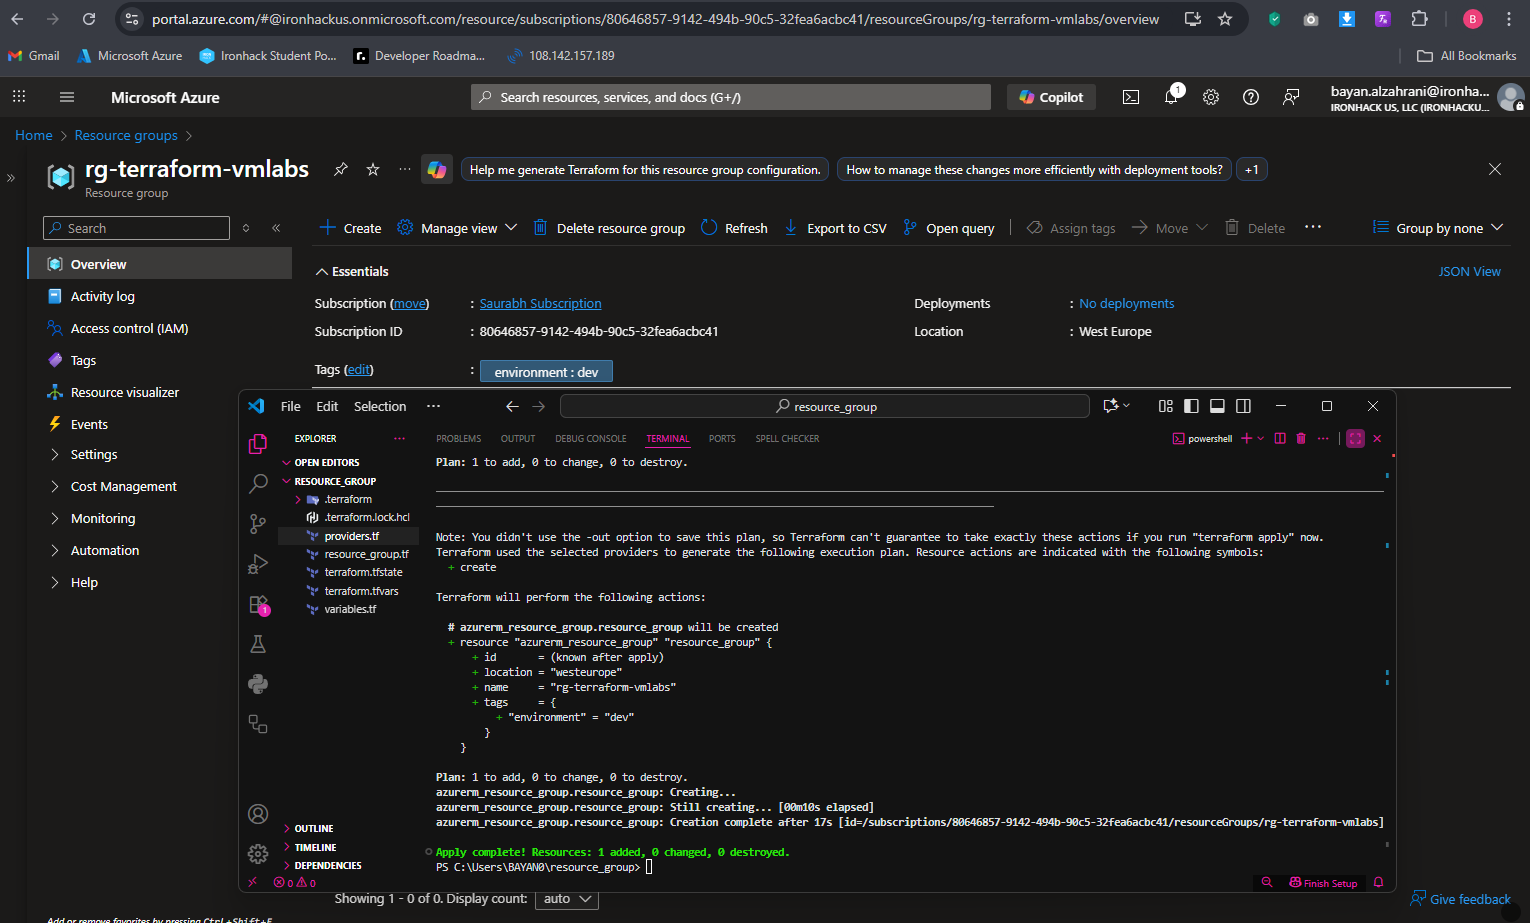 portal.azure.com/#@ironhackus.onmicrosoft.com/resource/subscriptions/80646857-9142-494b-90c5-32fea6acbc41/resourceGroups/rg-terraform-vmlabs/overview
B
Gmail
Microsoft Azure
Ironhack Student Po...
Developer Roadma...
108.142.157.189
All Bookmarks
Microsoft Azure
Search resources, services, and docs (G+/)
Copilot
1
bayan.alzahrani@ironha...
IRONHACK US, LLC (IRONHACKU...
Home > Resource groups >
rg-terraform-vmlabs
Resource group
Help me generate Terraform for this resource group configuration.
How to manage these changes more efficiently with deployment tools?
+1
Search
Create
Manage view
Delete resource group
Refresh
Export to CSV
Open query
Assign tags
Move
Delete
Group by none
Overview
Activity log
Access control (IAM)
Tags
Resource visualizer
Events
Settings
Cost Management
Monitoring
Automation
Help
Essentials
JSON View
Subscription (move) : Saurabh Subscription
Deployments : No deployments
Subscription ID : 80646857-9142-494b-90c5-32fea6acbc41
Location : West Europe
Tags (edit) : environment : dev
File Edit Selection ...
resource_group
EXPLORER
OPEN EDITORS
RESOURCE_GROUP
.terraform
.terraform.lock.hcl
providers.tf
resource_group.tf
terraform.tfstate
terraform.tfvars
variables.tf
1
OUTLINE
TIMELINE
DEPENDENCIES
PROBLEMS OUTPUT DEBUG CONSOLE TERMINAL PORTS SPELL CHECKER
powershell
Plan: 1 to add, 0 to change, 0 to destroy.
Note: You didn't use the -out option to save this plan, so Terraform can't guarantee to take exactly these actions if you run "terraform apply" now.
Terraform used the selected providers to generate the following execution plan. Resource actions are indicated with the following symbols:
+ create
Terraform will perform the following actions:
# azurerm_resource_group.resource_group will be created
+ resource "azurerm_resource_group" "resource_group" {
+ id = (known after apply)
+ location = "westeurope"
+ name = "rg-terraform-vmlabs"
+ tags = {
+ "environment" = "dev"
}
}
Plan: 1 to add, 0 to change, 0 to destroy.
azurerm_resource_group.resource_group: Creating...
azurerm_resource_group.resource_group: Still creating... [00m10s elapsed]
azurerm_resource_group.resource_group: Creation complete after 17s [id=/subscriptions/80646857-9142-494b-90c5-32fea6acbc41/resourceGroups/rg-terraform-vmlabs]
Apply complete! Resources: 1 added, 0 changed, 0 destroyed.
PS C:\Users\BAYAN0\resource_group>
0 0
Finish Setup
Showing 1 - 0 of 0. Display count: auto
Give feedback
Add or remove favorites by pressing Ctrl+Shift+F